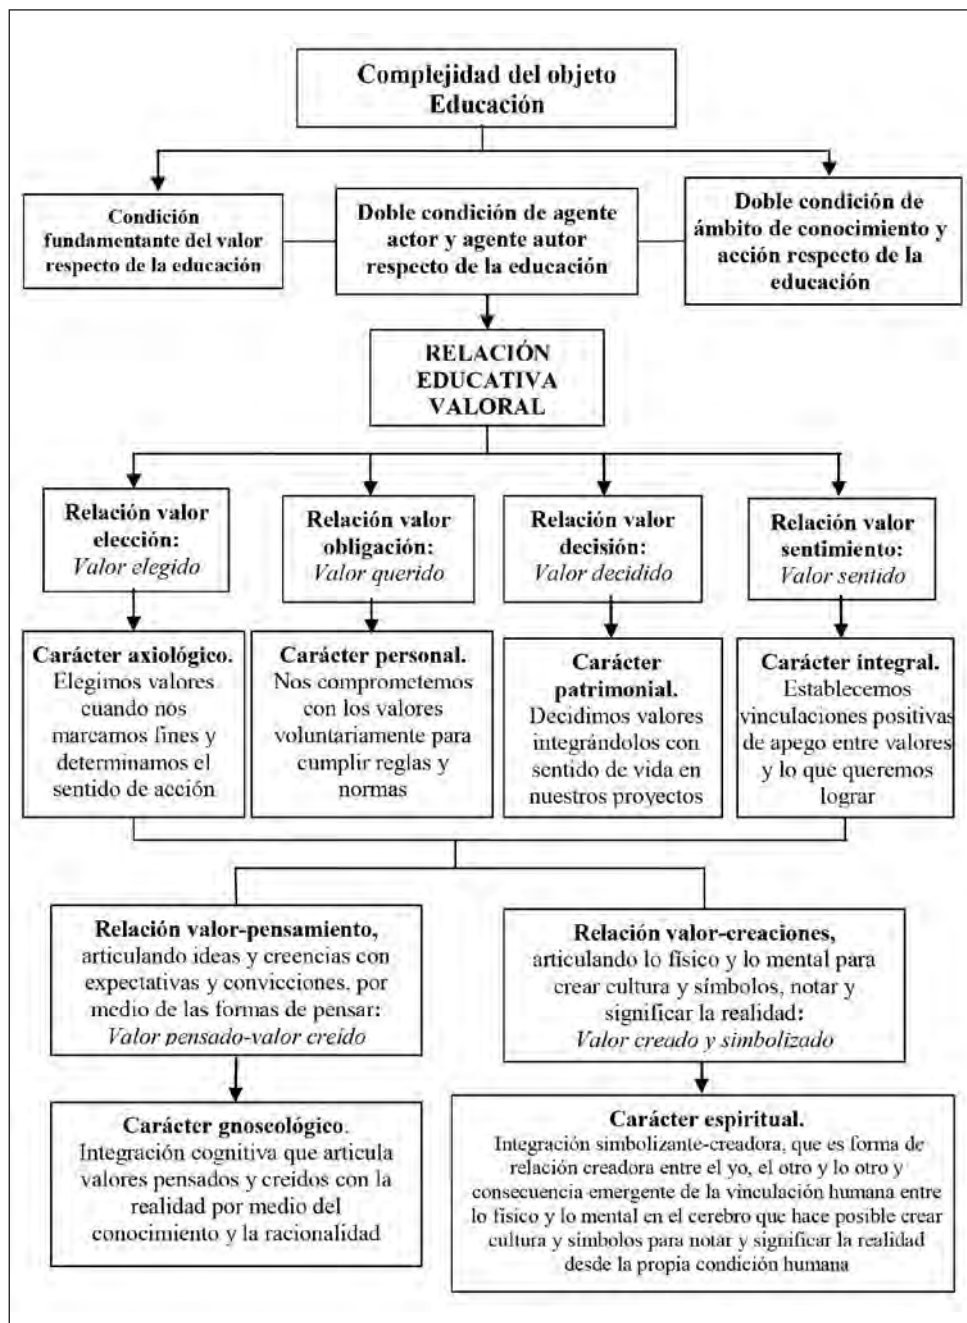 Complejidad del objeto
Educación
Condición
fundamentante del valor
respecto de la educación
Doble condición de agente
actor y agente autor
respecto de la educación
Doble condición de
ámbito de conocimiento y
acción respecto de la
educación
RELACIÓN
EDUCATIVA
VALORAL
Relación valor
elección:
Valor elegido
Relación valor
obligación:
Valor querido
Relación valor
decisión:
Valor decidido
Relación valor
sentimiento:
Valor sentido
Carácter axiológico.
Elegimos valores
cuando nos
marcamos fines y
determinamos el
sentido de acción
Carácter personal.
Nos comprometemos
con los valores
voluntariamente para
cumplir reglas y
normas
Carácter
patrimonial.
Decidimos valores
integrándolos con
sentido de vida en
nuestros proyectos
Carácter integral.
Establecemos
vinculaciones positivas
de apego entre valores
y lo que queremos
lograr
Relación valor-pensamiento,
articulando ideas y creencias con
expectativas y convicciones, por
medio de las formas de pensar:
Valor pensado-valor creído
Relación valor-creaciones,
articulando lo físico y lo mental para
crear cultura y símbolos, notar y
significar la realidad:
Valor creado y simbolizado
Carácter gnoseológico.
Integración cognitiva que articula
valores pensados y creídos con la
realidad por medio del
conocimiento y la racionalidad
Carácter espiritual.
Integración simbolizante-creadora, que es forma de
relación creadora entre el yo, el otro y lo otro y
consecuencia emergente de la vinculación humana entre
lo físico y lo mental en el cerebro que hace posible crear
cultura y símbolos para notar y significar la realidad
desde la propia condición humana